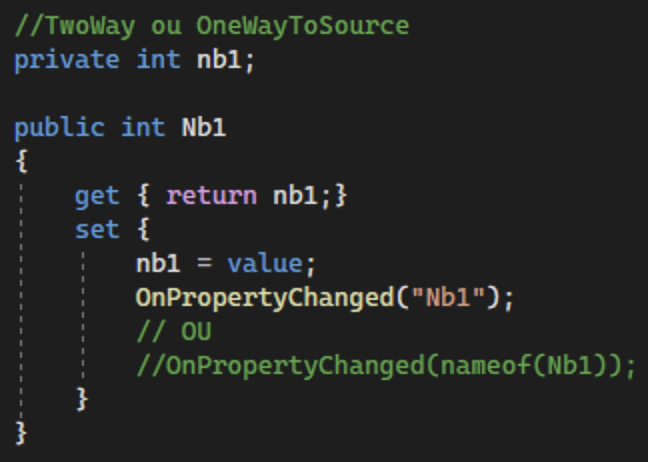 //TwoWay ou OneWayToSource
private int nb1;
public int Nb1
{
get { return nb1;}
set {
nb1 = value;
OnPropertyChanged("Nb1");
// OU
//OnPropertyChanged(nameof(Nb1));
}
}